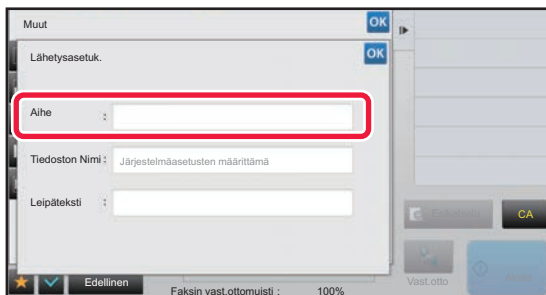 Muut
OK
Lähetysasetuk.
OK
Aihe :
Tiedoston Nimi : Järjestelmäasetusten määrittämä
Leipäteksti :
CA
Edellinen
Vast.otto
Faksin vast.ottomuisti : 100%